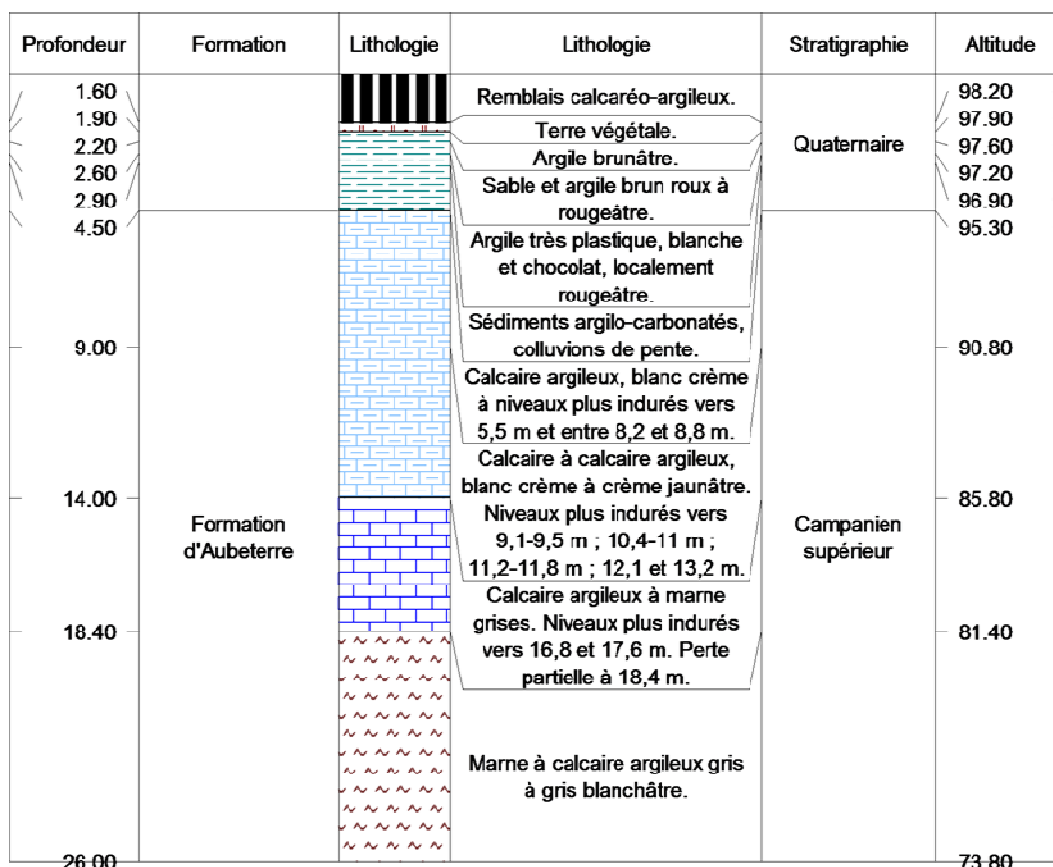 Profondeur Formation Lithologie Lithologie Stratigraphie Altitude
1.60
1.90
2.20
2.60
2.90
4.50
9.00
14.00
18.40
26.00
Formation
d'Aubeterre
Remblais calcaréo-argileux.
Terre végétale.
Argile brunâtre.
Sable et argile brun roux à
rougeâtre.
Argile très plastique, blanche
et chocolat, localement
rougeâtre.
Sédiments argilo-carbonatés,
colluvions de pente.
Calcaire argileux, blanc crème
à niveaux plus indurés vers
5,5 m et entre 8,2 et 8,8 m.
Calcaire à calcaire argileux,
blanc crème à crème jaunâtre.
Niveaux plus indurés vers
9,1-9,5 m ; 10,4-11 m ;
11,2-11,8 m ; 12,1 et 13,2 m.
Calcaire argileux à marne
grises. Niveaux plus indurés
vers 16,8 et 17,6 m. Perte
partielle à 18,4 m.
Marne à calcaire argileux gris
à gris blanchâtre.
Quaternaire
Campanien
supérieur
98.20
97.90
97.60
97.20
96.90
95.30
90.80
85.80
81.40
73.80